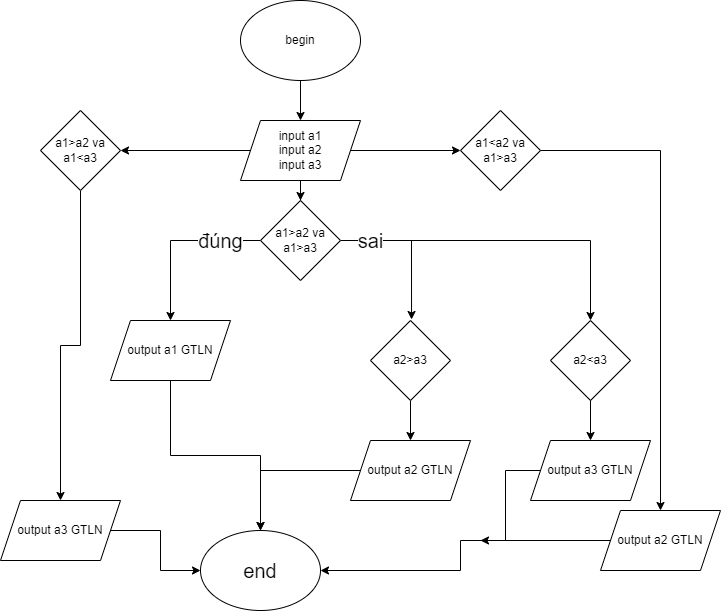 begin
input a1
input a2
input a3
a1>a2 va
a1<a3
a1<a2 va
a1>a3
a1>a2 va
a1>a3
đúng
sai
output a1 GTLN
a2>a3
a2<a3
output a2 GTLN
output a3 GTLN
output a3 GTLN
output a2 GTLN
end